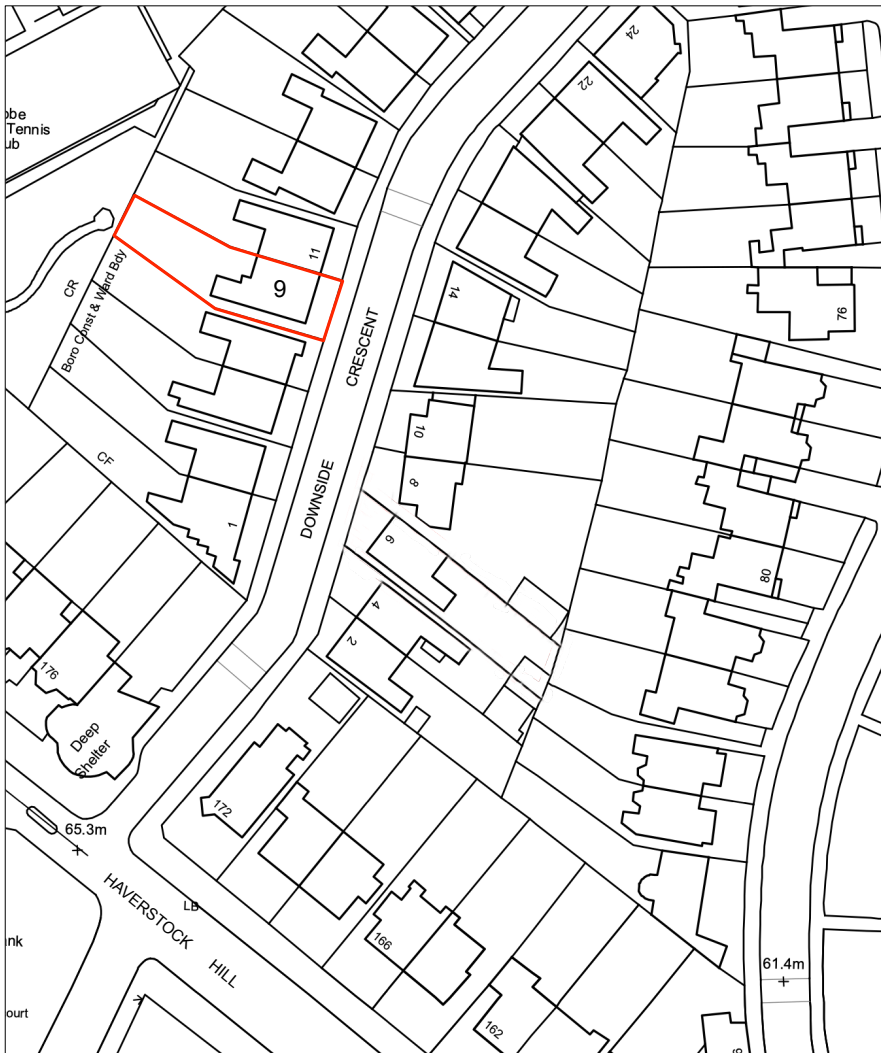 24
22
obe
Tennis
ub
11
9
14
76
CR
Boro Const & Ward Bdy
CRESCENT
10
8
CF
DOWNSIDE
1
6
80
4
2
176
Deep
Shelter
172
65.3m
HAVERSTOCK
HILL
LB
166
nk
61.4m
ourt
162